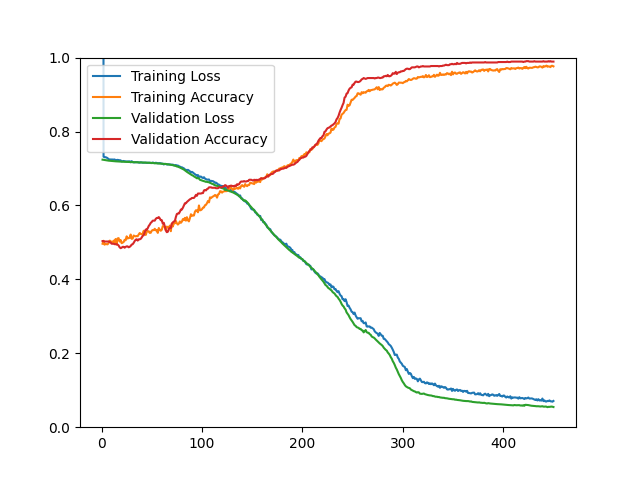 1.0
0.8
0.6
0.4
0.2
0.0
Training Loss
Training Accuracy
Validation Loss
Validation Accuracy
0 100 200 300 400